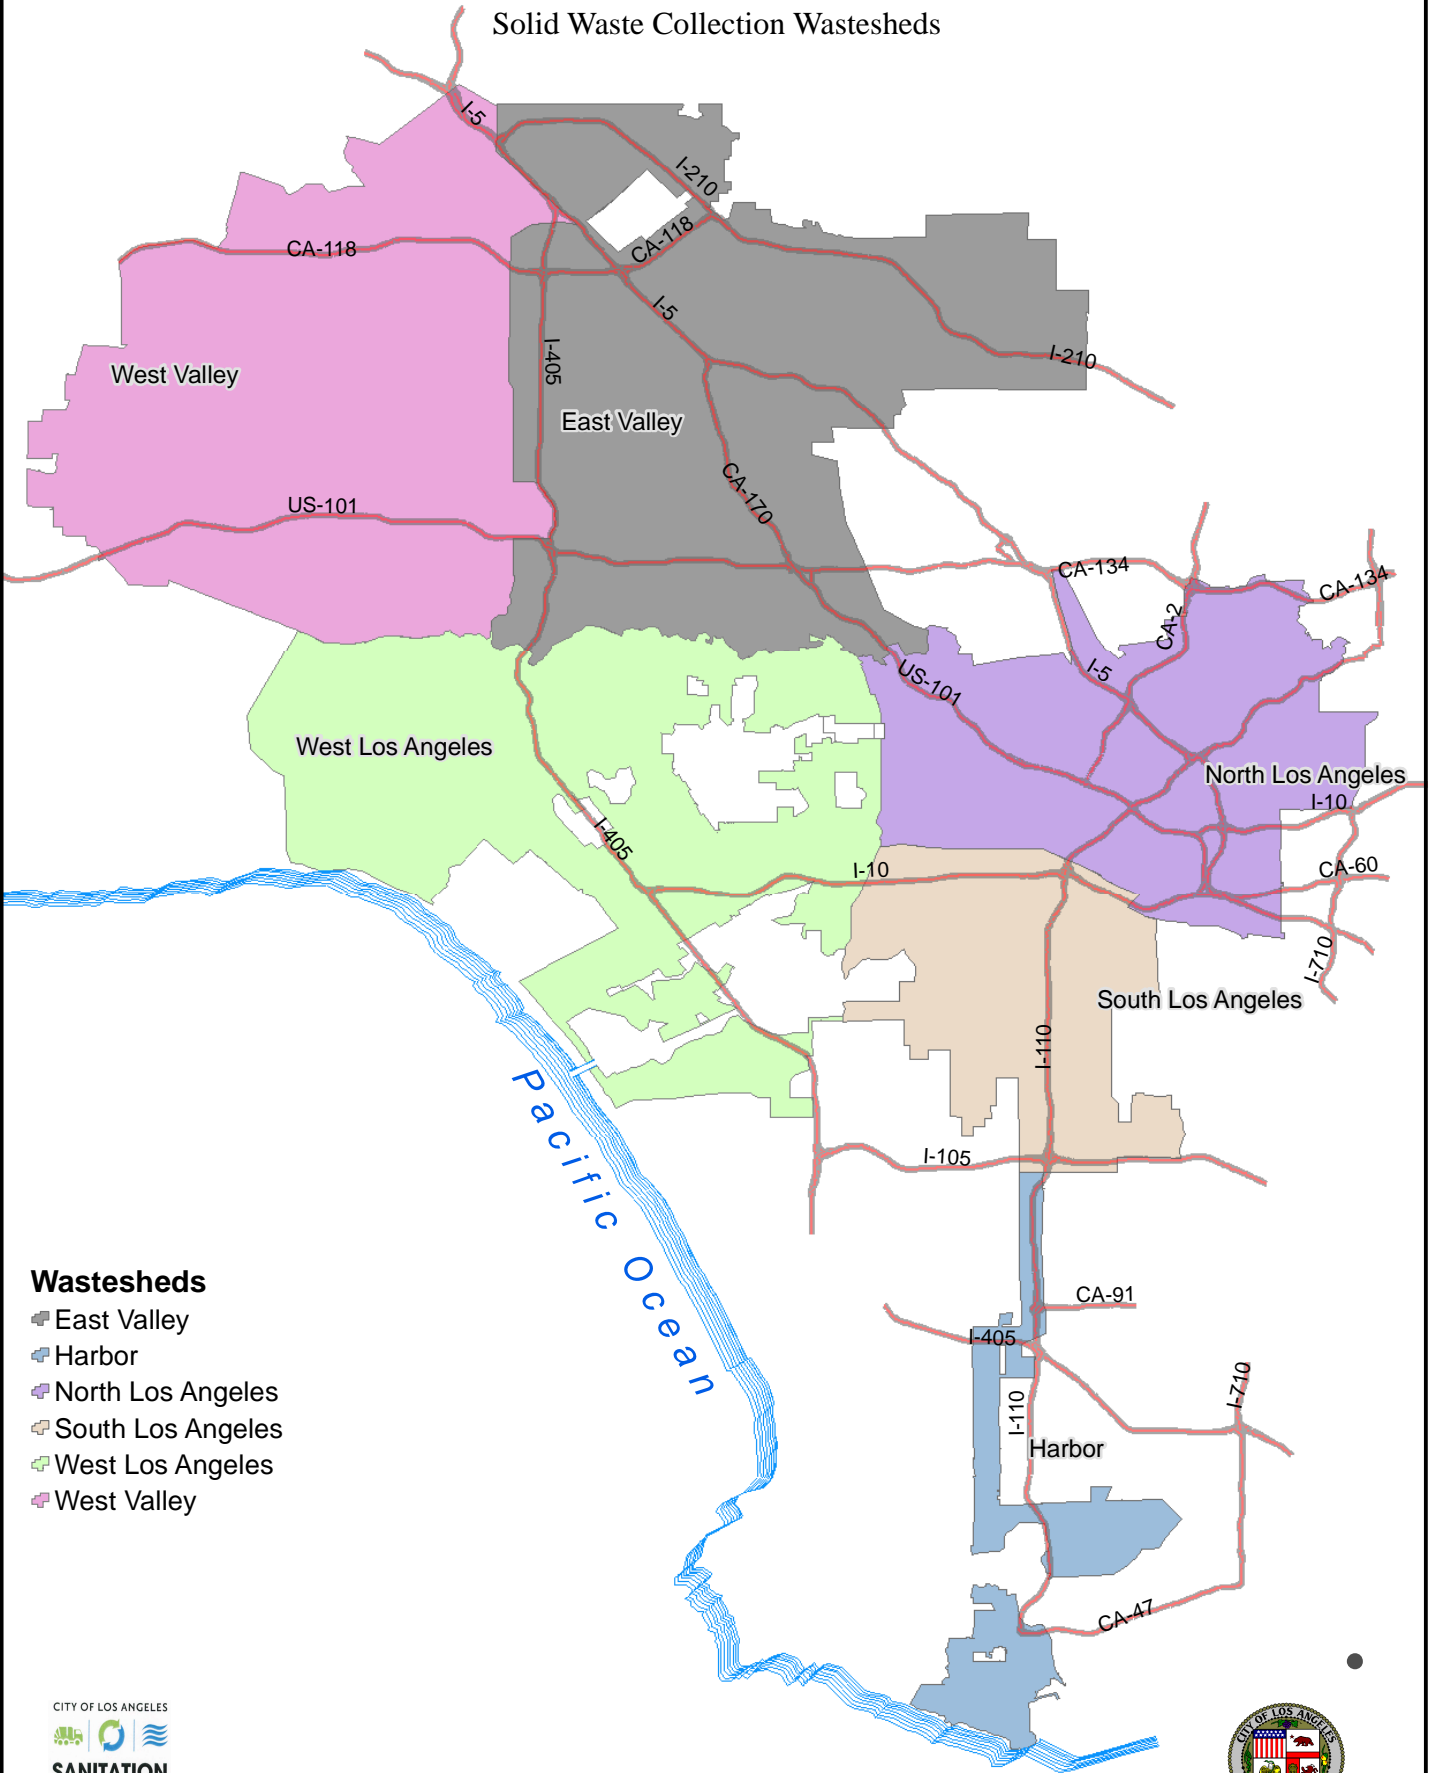 Solid Waste Collection Wastesheds
I-5
I-210
CA-118
CA-118
I-5
I-405
I-210
West Valley
East Valley
CA-170
US-101
CA-134
CA-134
CA-2
I-5
US-101
West Los Angeles
North Los Angeles
I-10
I-405
I-10
CA-60
I-710
South Los Angeles
I-110
Pacific Ocean
I-105
CA-91
I-405
I-710
I-110
Harbor
CA-47
Wastesheds
East Valley
Harbor
North Los Angeles
South Los Angeles
West Los Angeles
West Valley
CITY OF LOS ANGELES
SANITATION
CITY OF LOS ANGELES